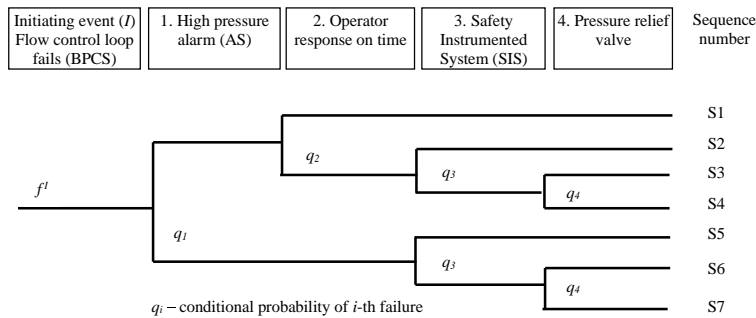 Initiating event (I)
Flow control loop
fails (BPCS)
1. High pressure
alarm (AS)
2. Operator
response on time
3. Safety
Instrumented
System (SIS)
4. Pressure relief
valve
Sequence
number
S1
S2
q2
q3
S3
f^I
q4
S4
q1
S5
q3
S6
q4
qi – conditional probability of i-th failure
S7